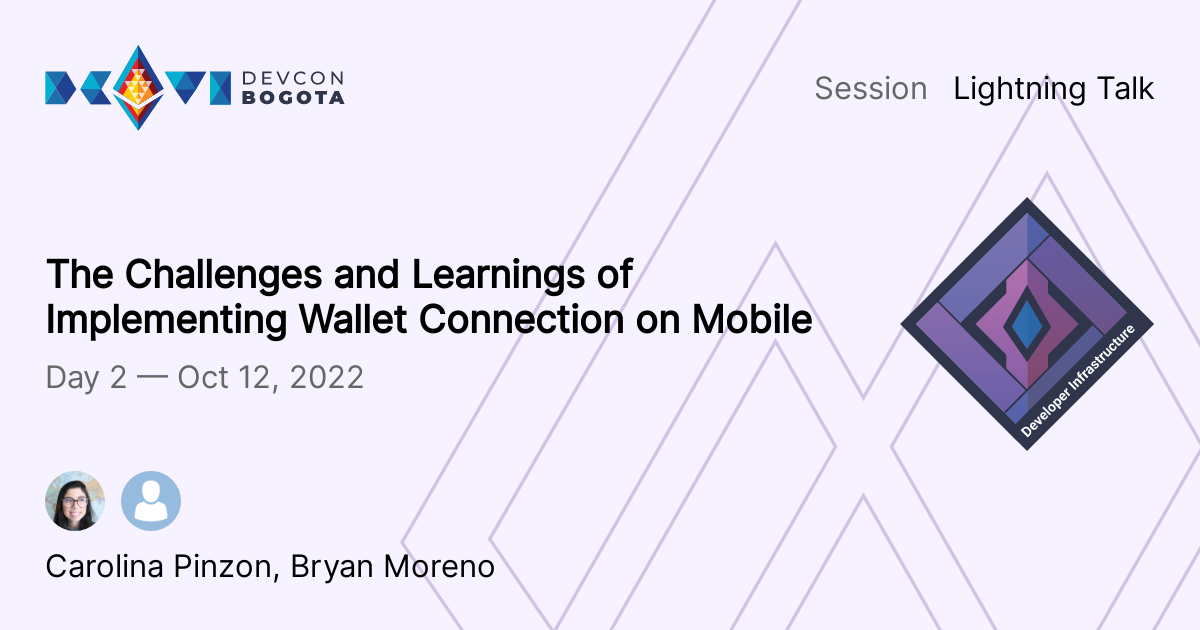 DEVCON
BOGOTA
Session Lightning Talk
The Challenges and Learnings of
Implementing Wallet Connection on Mobile
Day 2 — Oct 12, 2022
Developer Infrastructure
Carolina Pinzon, Bryan Moreno